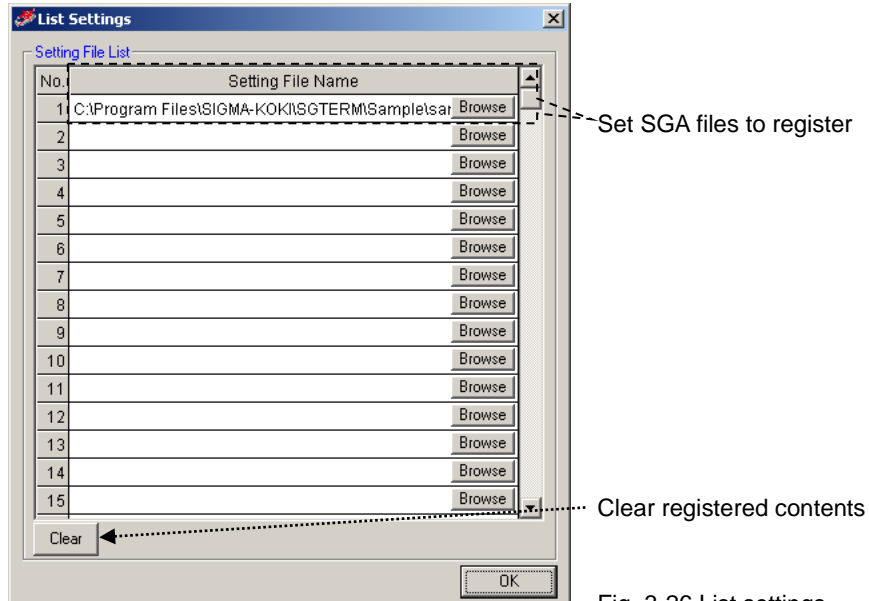 List Settings
Setting File List
No. Setting File Name
1 C:\Program Files\SIGMA-KOKI\SGTERM\Sample\sar Browse
Set SGA files to register
2 Browse
3 Browse
4 Browse
5 Browse
6 Browse
7 Browse
8 Browse
9 Browse
10 Browse
11 Browse
12 Browse
13 Browse
14 Browse
15 Browse
Clear registered contents
Clear
OK
Fig. 3-26 List settings